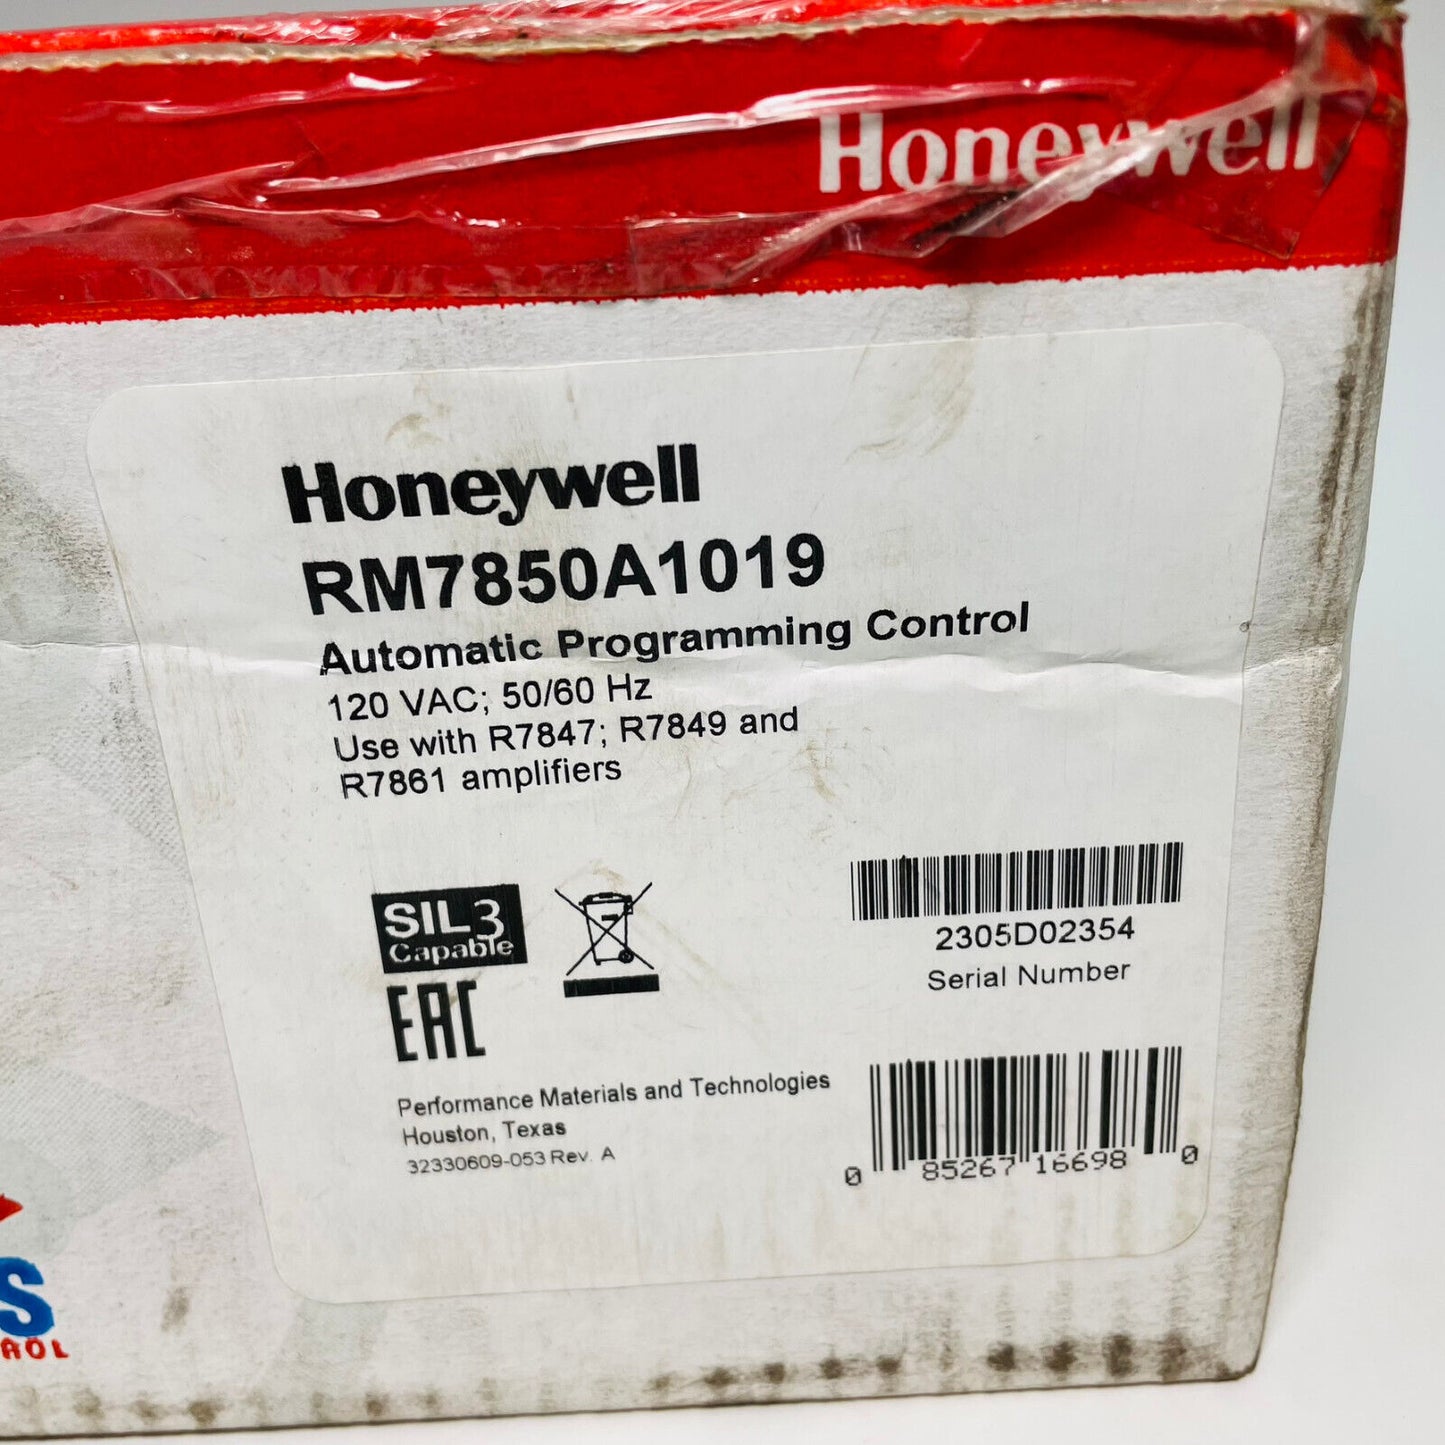 Honeywell
Honeywell
RM7850A1019
Automatic Programming Control
120 VAC; 50/60 Hz
Use with R7847; R7849 and
R7861 amplifiers
SIL3
Capable
EAC
2305D02354
Serial Number
Performance Materials and Technologies
Houston, Texas
32330609-053 Rev. A
0 85267 16698 0
S
ROL